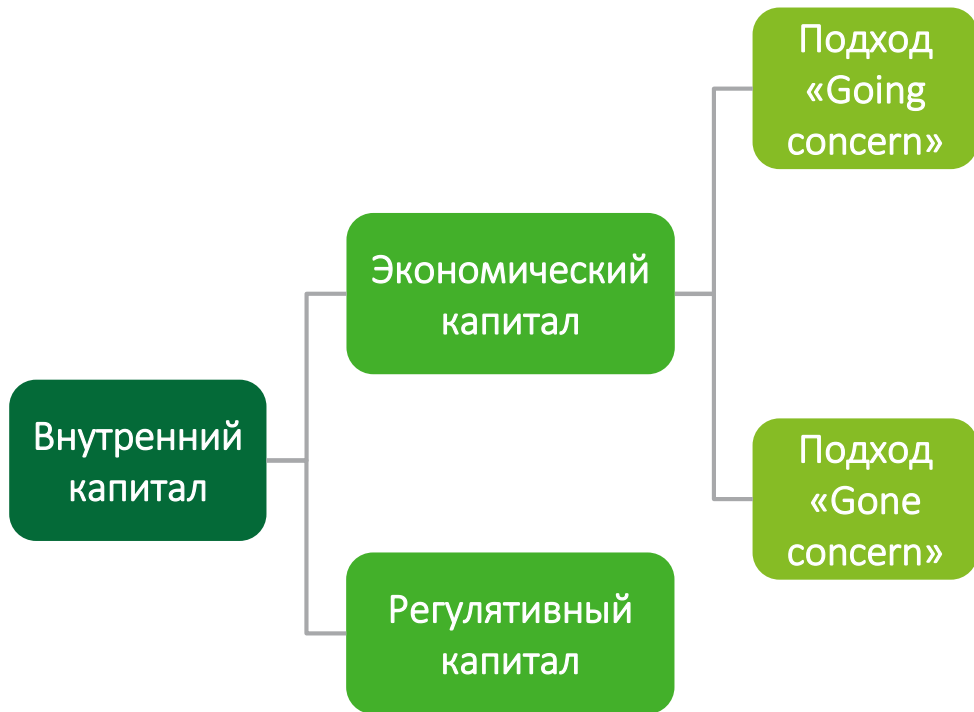 Подход
«Going
concern»
Экономический
капитал
Внутренний
капитал
Подход
«Gone
concern»
Регулятивный
капитал